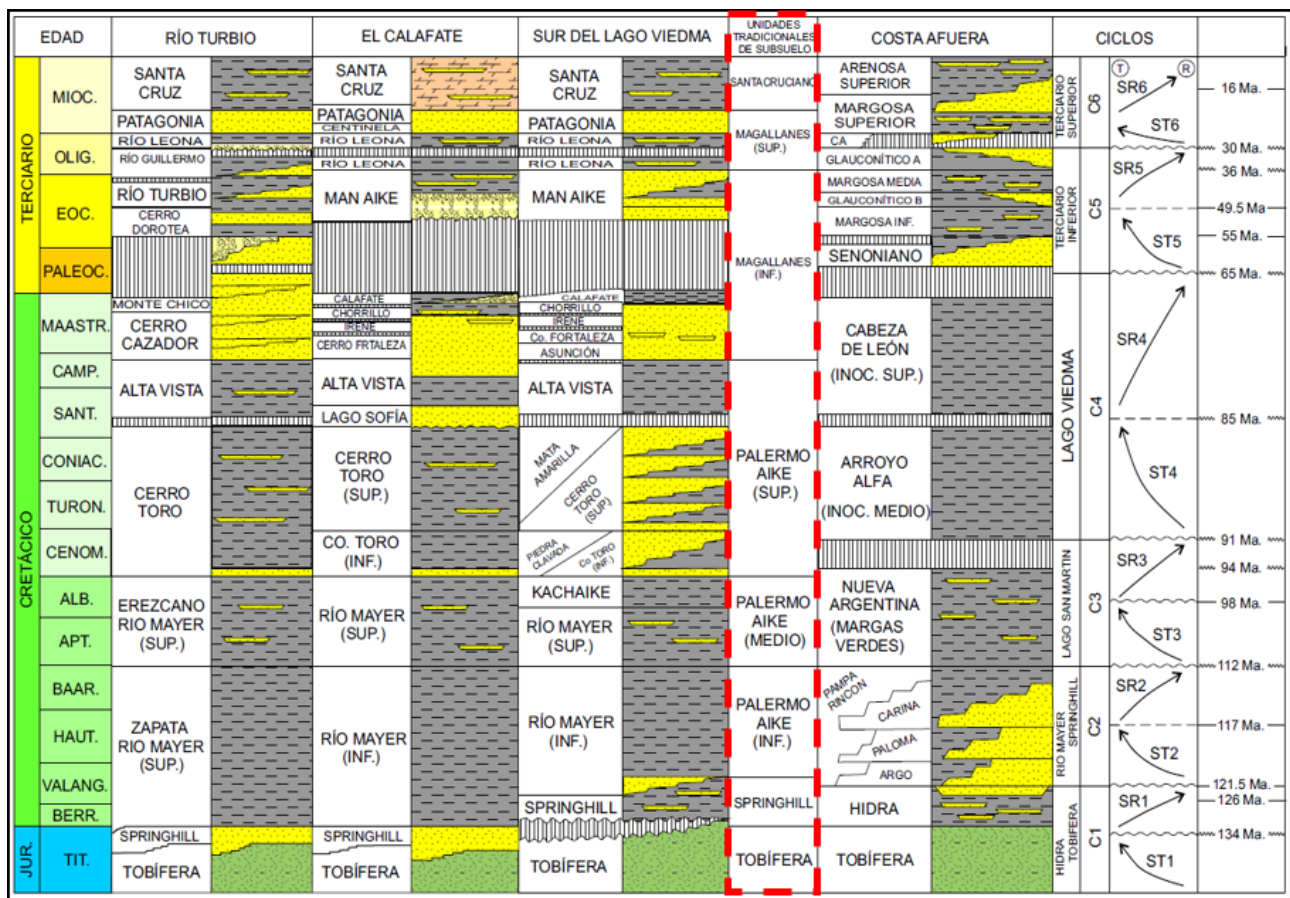 EDAD
RÍO TURBIO
EL CALAFATE
SUR DEL LAGO VIEDMA
UNIDADES
TRADICIONALES
DE SUBSUELO
COSTA AFUERA
CICLOS
TERCIARIO
CRETÁCICO
JUR.
MIOC.
OLIG.
EOC.
PALEOC.
MAASTR.
CAMP.
SANT.
CONIAC.
TURON.
CENOM.
ALB.
APT.
BAAR.
HAUT.
VALANG.
BERR.
TIT.
SANTA
CRUZ
PATAGONIA
RÍO LEONA
RÍO GUILLERMO
RÍO TURBIO
CERRO
DOROTEA
MONTE CHICO
CERRO
CAZADOR
ALTA VISTA
CERRO
TORO
EREZCANO
RIO MAYER
(SUP.)
ZAPATA
RIO MAYER
(SUP.)
SPRINGHILL
TOBÍFERA
SANTA
CRUZ
PATAGONIA
CENTINELA
RÍO LEONA
RÍO LEONA
MAN AIKE
CALAFATE
CHORRILLO
IRENE
CERRO FRTALEZA
ALTA VISTA
LAGO SOFÍA
CERRO
TORO
(SUP.)
CO. TORO
(INF.)
RÍO MAYER
(SUP.)
RÍO MAYER
(INF.)
SPRINGHILL
TOBÍFERA
SANTA
CRUZ
PATAGONIA
RÍO LEONA
RÍO LEONA
MAN AIKE
CALAFATE
CHORRILLO
IRENE
Co. FORTALEZA
ASUNCIÓN
ALTA VISTA
MATA
AMARILLA
CERRO
TORO
(SUP)
PIEDRA
CLAVADA
Co TORO
(INF.)
KACHAIKE
RÍO MAYER
(SUP.)
RÍO MAYER
(INF.)
SPRINGHILL
TOBÍFERA
SANTA CRUCIANO
MAGALLANES
(SUP.)
MAGALLANES
(INF.)
PALERMO
AIKE
(SUP.)
PALERMO
AIKE
(MEDIO)
PALERMO
AIKE
(INF.)
SPRINGHILL
TOBÍFERA
ARENOSA
SUPERIOR
MARGOSA
SUPERIOR
CA
GLAUCONÍTICO A
MARGOSA MEDIA
GLAUCONÍTICO B
MARGOSA INF.
SENONIANO
CABEZA
DE LEÓN
(INOC. SUP.)
ARROYO
ALFA
(INOC. MEDIO)
NUEVA
ARGENTINA
(MARGAS
VERDES)
PAMPA
RINCON
CARINA
PALOMA
ARGO
HIDRA
TOBÍFERA
TERCIARIO
SUPERIOR
TERCIARIO
INFERIOR
LAGO VIEDMA
LAGO SAN MARTIN
RIO MAYER
SPRINGHILL
HIDRA
TOBIFERA
C6
C5
C4
C3
C2
C1
T
R
SR6
ST6
SR5
ST5
SR4
ST4
SR3
ST3
SR2
ST2
SR1
ST1
16 Ma.
30 Ma.
36 Ma.
49.5 Ma
55 Ma.
65 Ma.
85 Ma.
91 Ma.
94 Ma.
98 Ma.
112 Ma.
117 Ma.
121.5 Ma.
126 Ma.
134 Ma.